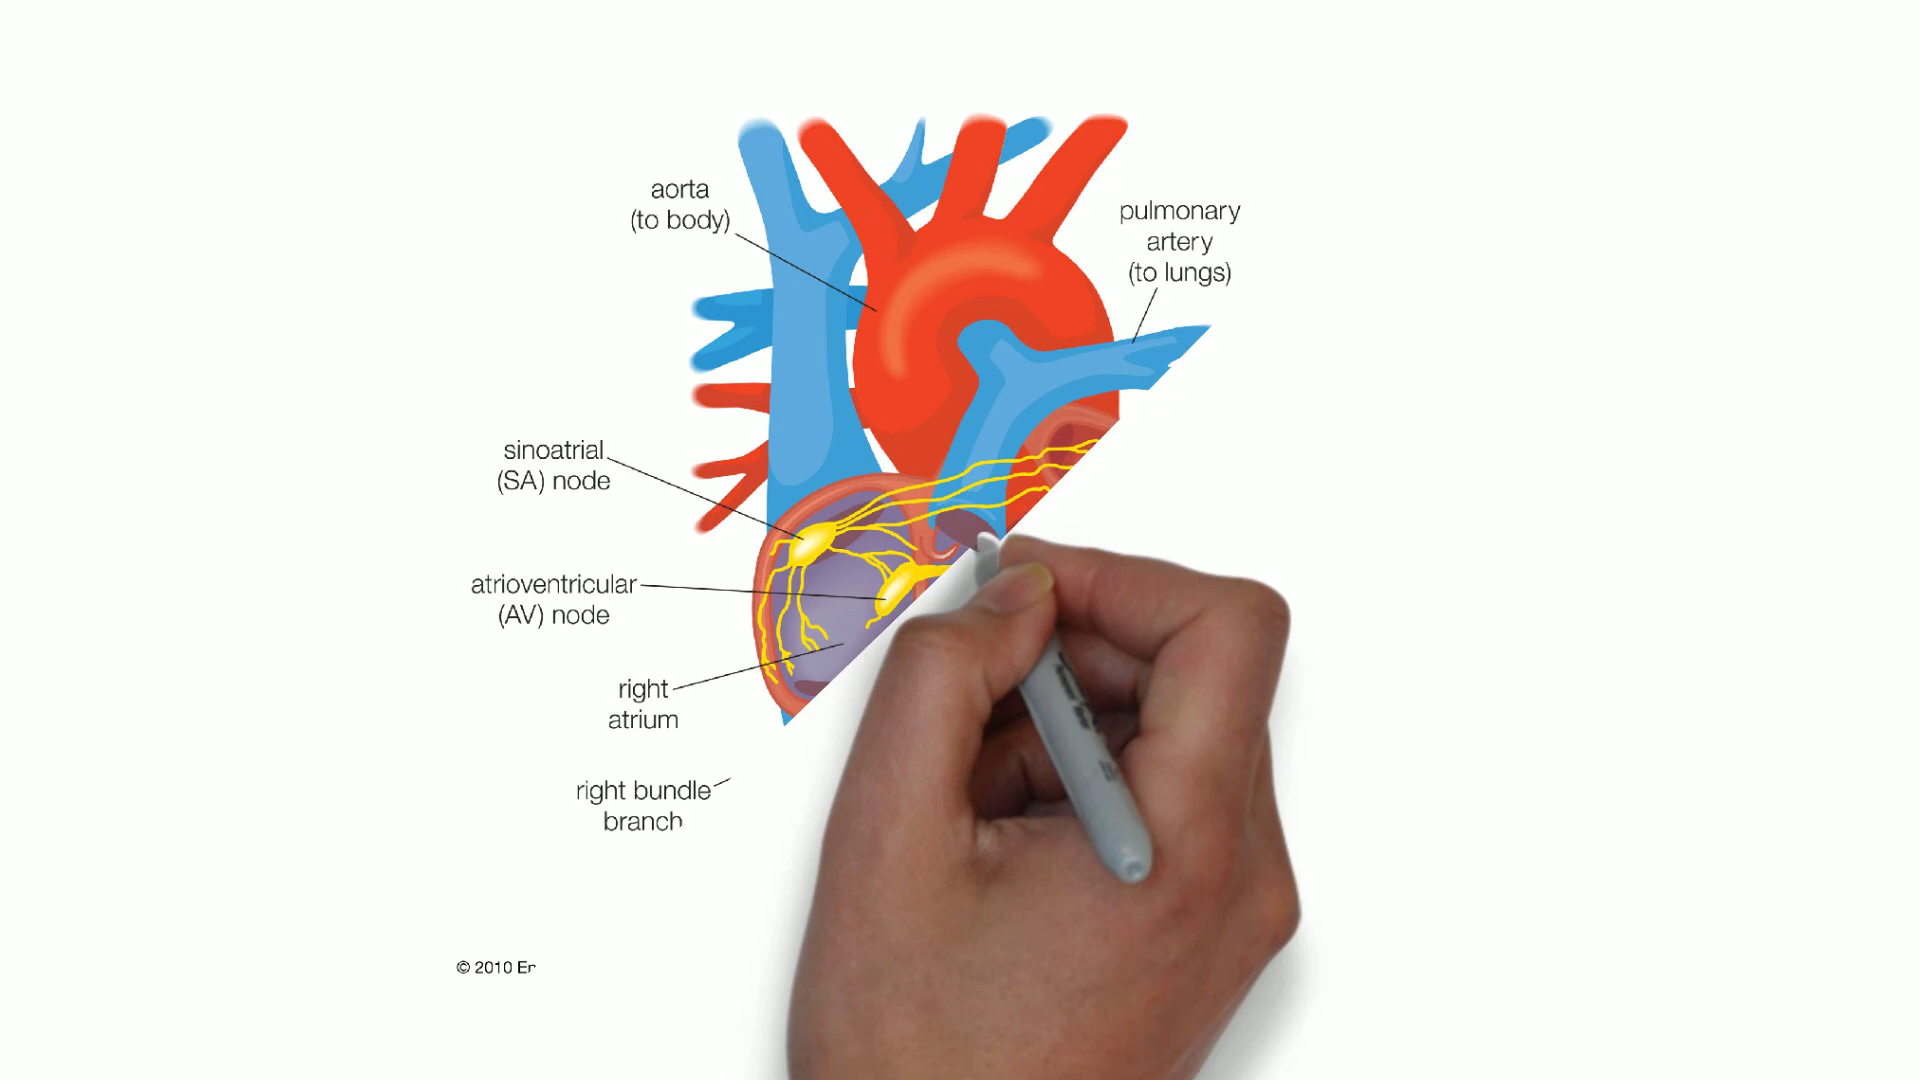 aorta
(to body)
pulmonary
artery
(to lungs)
sinoatrial
(SA) node
atrioventricular
(AV) node
right
atrium
right bundle
branch
© 2010 En